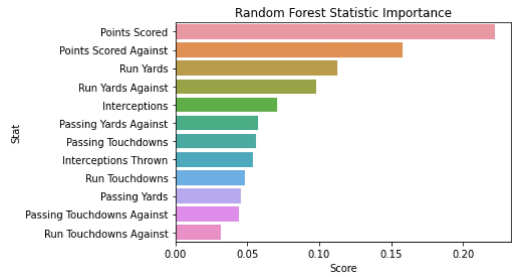 Random Forest Statistic Importance
Points Scored
Points Scored Against
Run Yards
Run Yards Against
Interceptions
Passing Yards Against
Passing Touchdowns
Interceptions Thrown
Run Touchdowns
Passing Yards
Passing Touchdowns Against
Run Touchdowns Against
Stat
0.00 0.05 0.10 0.15 0.20
Score